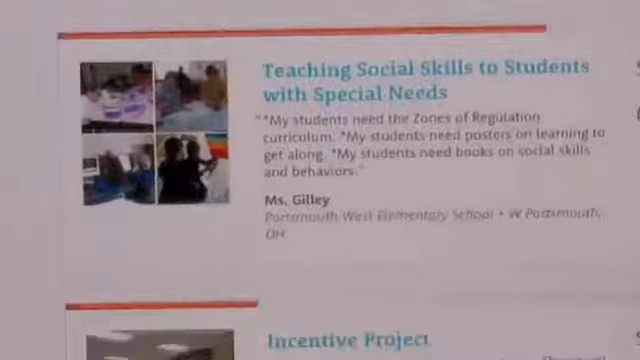 Teaching Social Skills to Students
with Special Needs
"*My students need the Zones of Regulation
curriculum. *My students need posters on learning to
get along. *My students need books on social skills
and behaviors."
Ms. Gilley
Portsmouth West Elementary School • W Portsmouth,
OH
Incentive Project